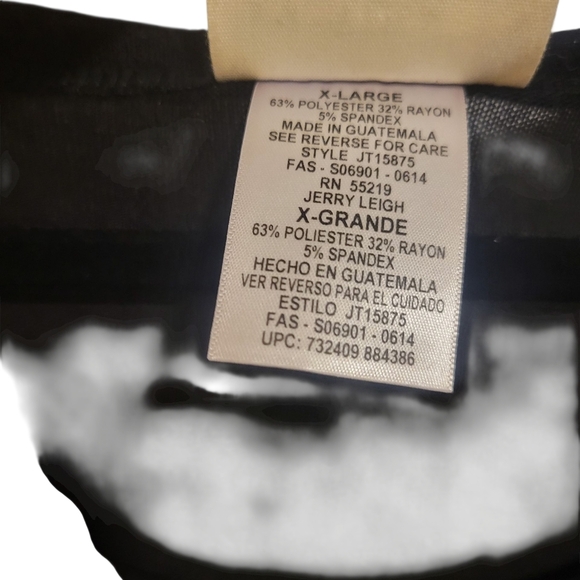 X-LARGE
63% POLYESTER 32% RAYON
5% SPANDEX
MADE IN GUATEMALA
SEE REVERSE FOR CARE
STYLE JT15875
FAS - S06901 - 0614
RN 55219
JERRY LEIGH
X-GRANDE
63% POLIESTER 32% RAYON
5% SPANDEX
HECHO EN GUATEMALA
VER REVERSO PARA EL CUIDADO
ESTILO JT15875
FAS - S06901 - 0614
UPC: 732409 884386